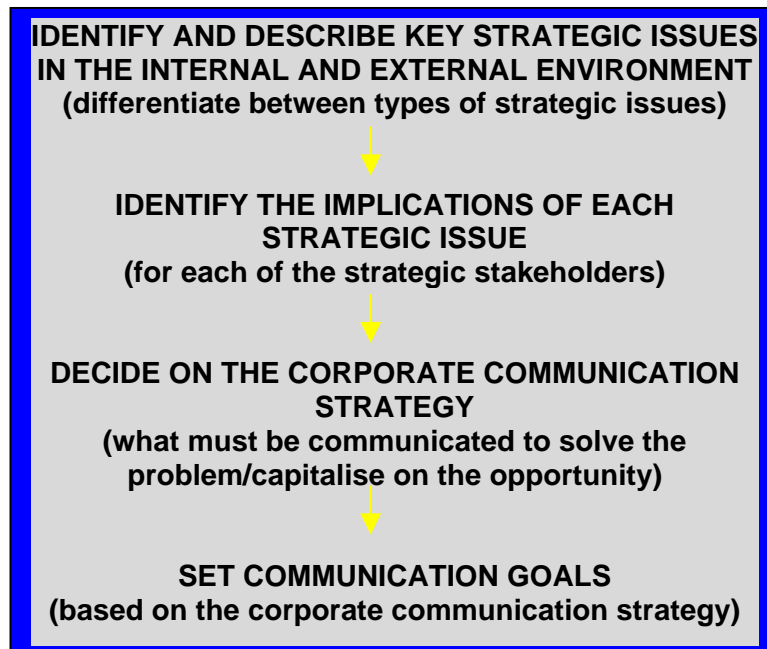 IDENTIFY AND DESCRIBE KEY STRATEGIC ISSUES
IN THE INTERNAL AND EXTERNAL ENVIRONMENT
(differentiate between types of strategic issues)
IDENTIFY THE IMPLICATIONS OF EACH
STRATEGIC ISSUE
(for each of the strategic stakeholders)
DECIDE ON THE CORPORATE COMMUNICATION
STRATEGY
(what must be communicated to solve the
problem/capitalise on the opportunity)
SET COMMUNICATION GOALS
(based on the corporate communication strategy)